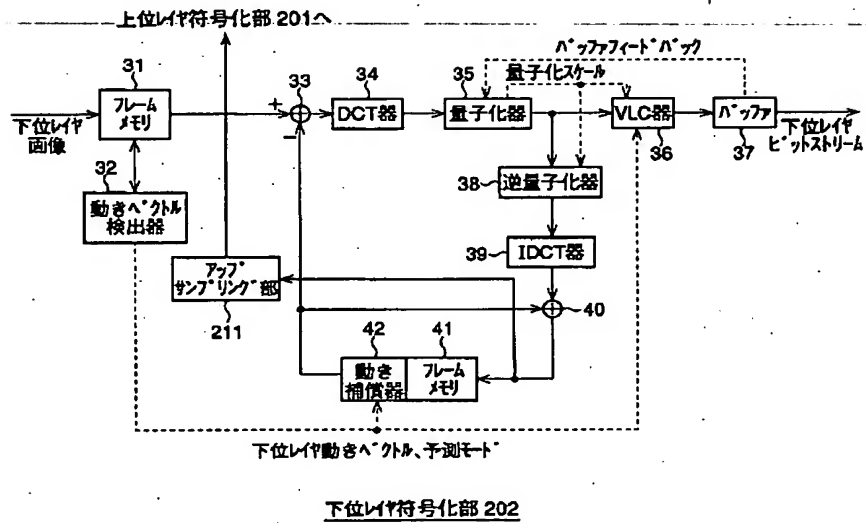 上位レイヤ符号化部 201へ
バッファフィードバック
量子化スケール
31
フレーム
メモリ
33
+
−
34
DCT器
35
量子化器
VLC器
36
バッファ
37
下位レイヤ
画像
下位レイヤ
ビットストリーム
32
動きベクトル
検出器
38
逆量子化器
39
IDCT器
アップ
サンプリング部
211
40
42
動き
補償器
41
フレーム
メモリ
下位レイヤ動きベクトル、予測モード
下位レイヤ符号化部 202